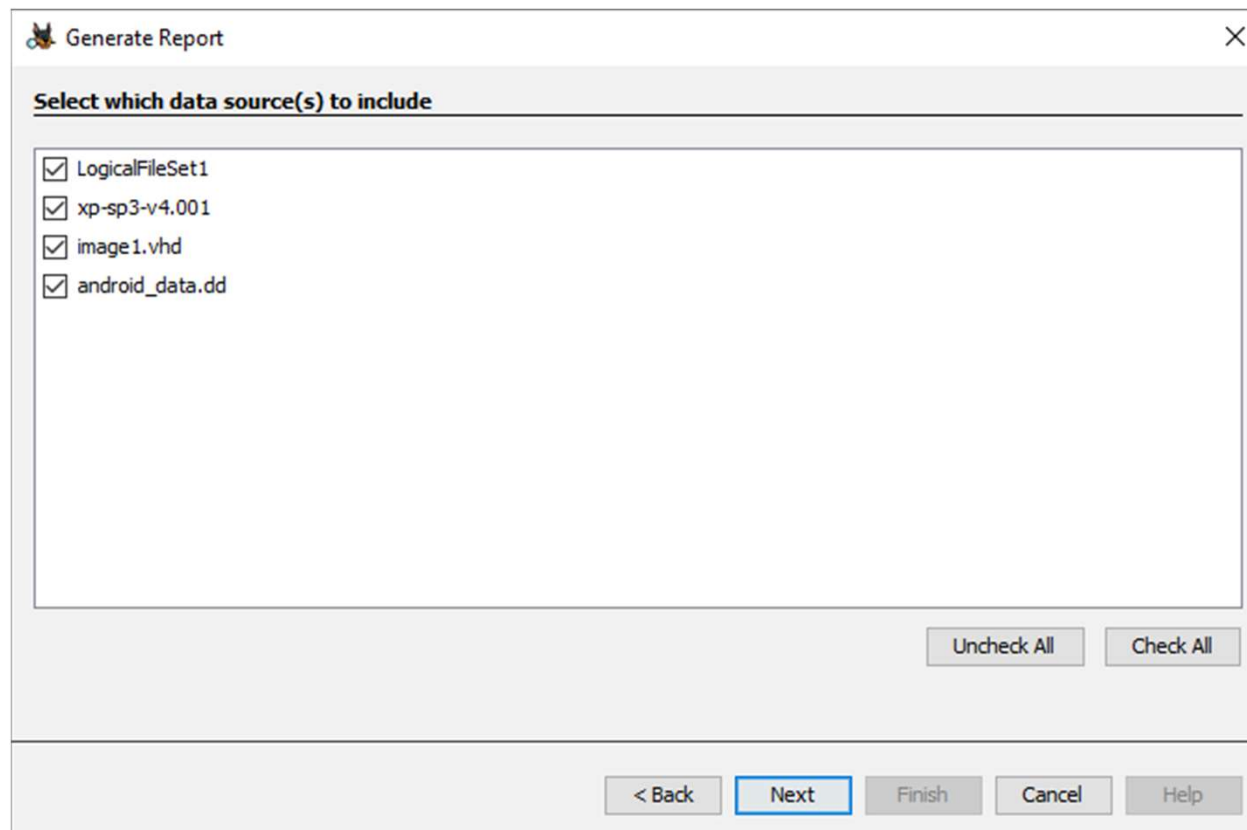 Generate Report
Select which data source(s) to include
LogicalFileSet1
xp-sp3-v4.001
image1.vhd
android_data.dd
Uncheck All Check All
< Back Next Finish Cancel Help